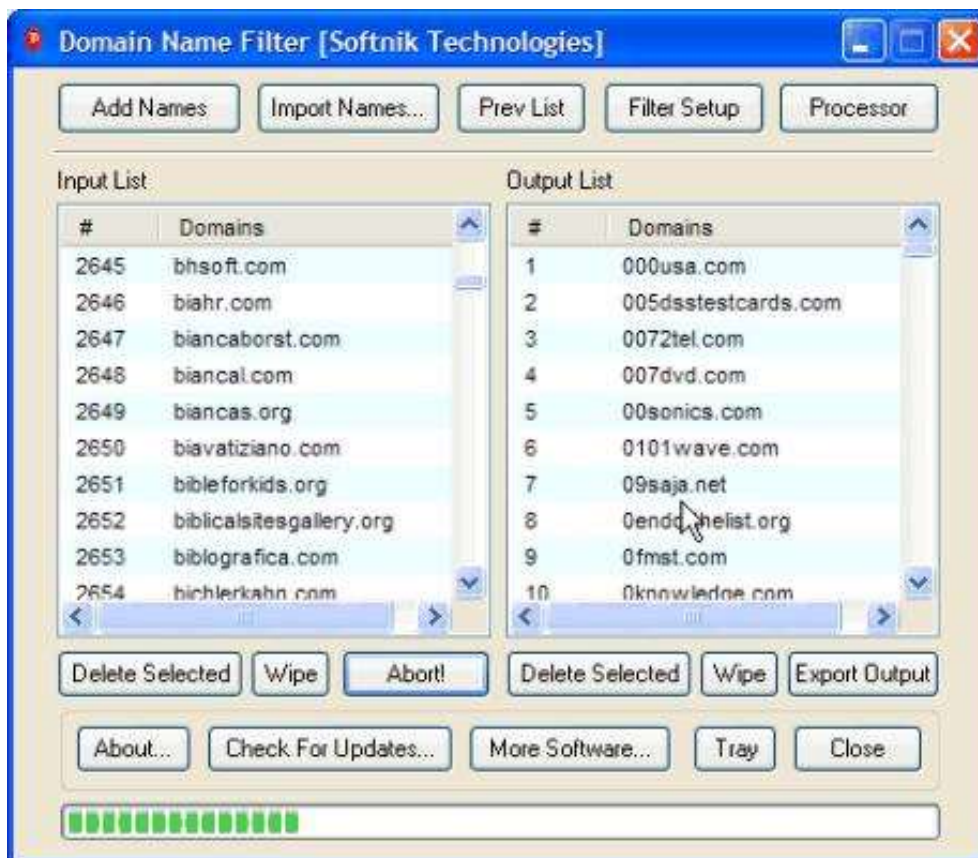 Domain Name Filter [Softnik Technologies]
Add Names Import Names... Prev List Filter Setup Processor
Input List
# Domains
2645 bhsoft.com
2646 biahr.com
2647 biancaborst.com
2648 biancal.com
2649 biancas.org
2650 biavatiziano.com
2651 bibleforkids.org
2652 biblicalsitesgallery.org
2653 biblografica.com
2654 bichlerkahn.com
Output List
# Domains
1 000usa.com
2 005dsstestcards.com
3 0072tel.com
4 007dvd.com
5 00sonics.com
6 0101wave.com
7 09saja.net
8
9 0fmst.com
10 0knowledge.com
Delete Selected Wipe Abort! Delete Selected Wipe Export Output
About... Check For Updates... More Software... Tray Close